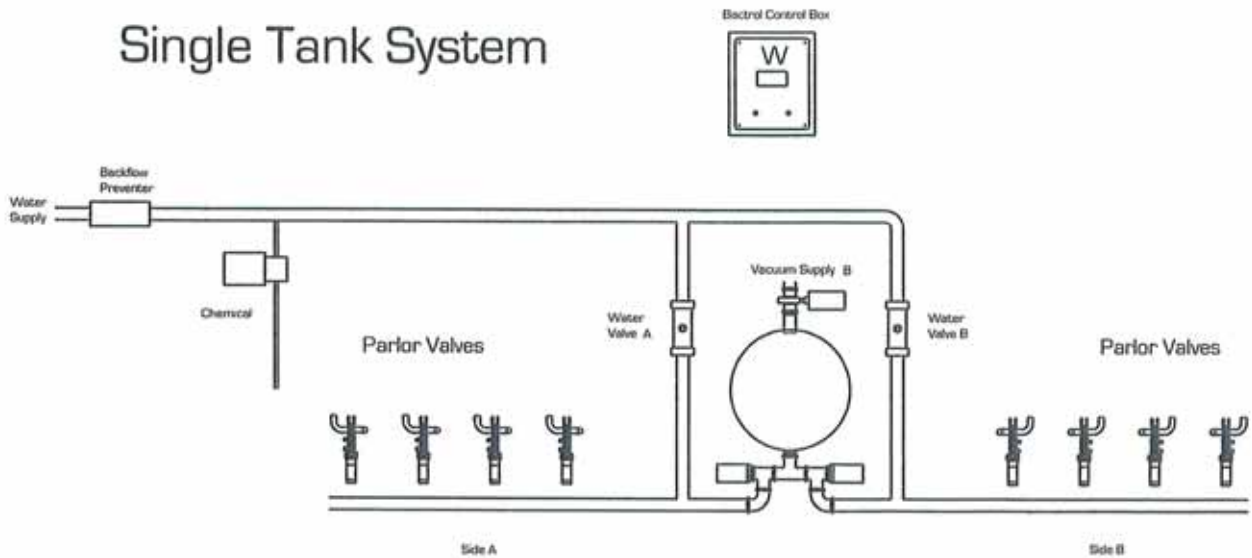 Bactrol Control Box
Single Tank System
W
Backflow
Preventer
Water
Supply
Vacuum Supply B
Chemical
Water
Valve A
Water
Valve B
Parlor Valves
Parlor Valves
Side A
Side B